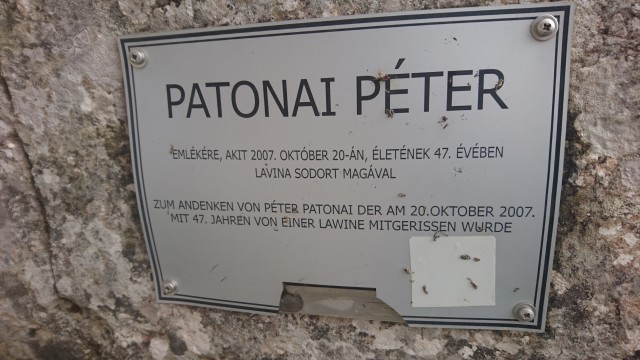 PATONAI PÉTER
EMLÉKÉRE, AKIT 2007. OKTÓBER 20-ÁN, ÉLETÉNEK 47. ÉVÉBEN
LAVINA SODORT MAGÁVAL
ZUM ANDENKEN VON PÉTER PATONAI DER AM 20.OKTOBER 2007.
MIT 47. JAHREN VON EINER LAWINE MITGERISSEN WURDE